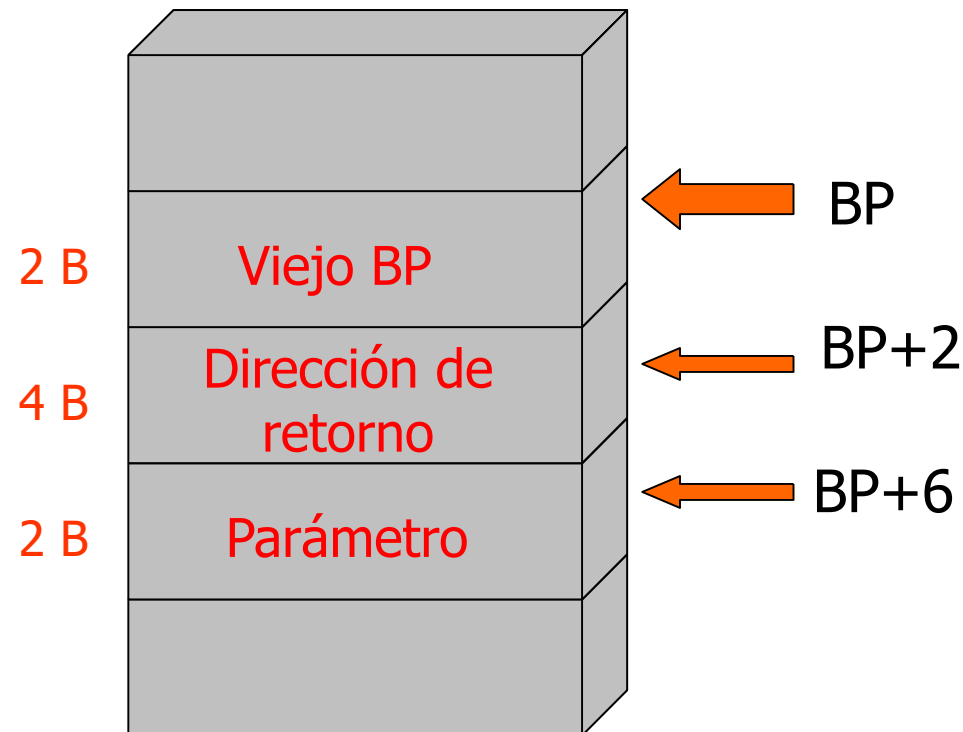 BP
2 B
Viejo BP
BP+2
4 B
Dirección de
retorno
BP+6
2 B
Parámetro